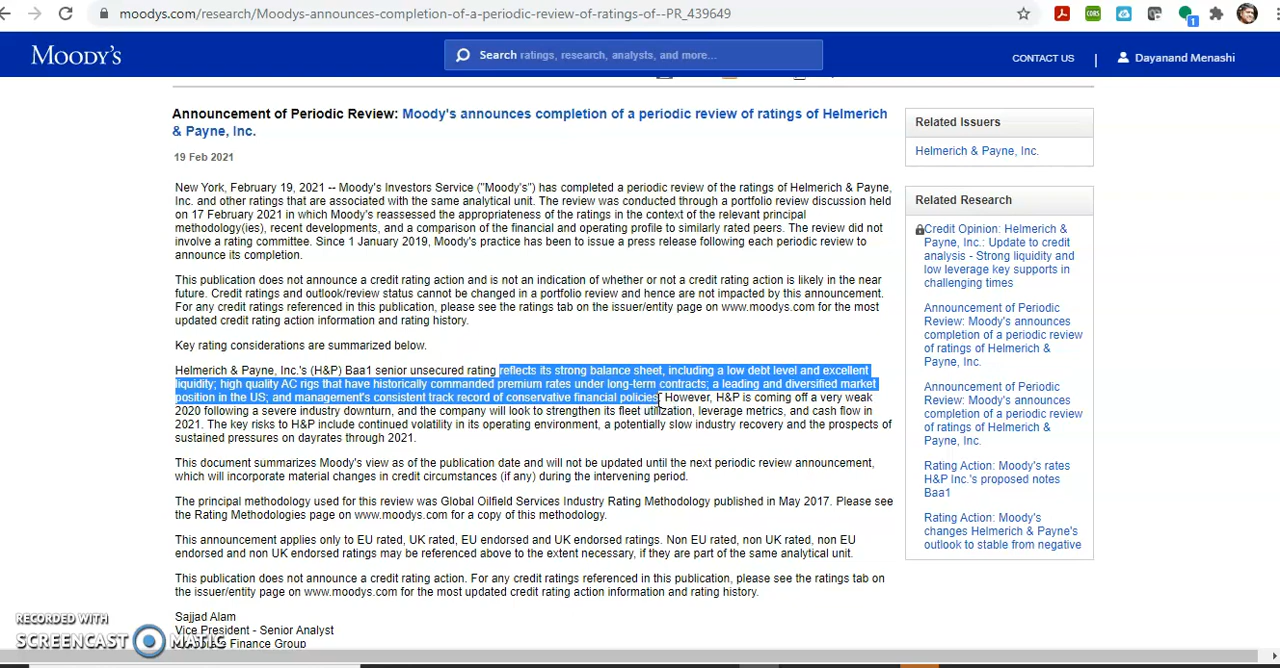 moodys.com/research/Moodys-announces-completion-of-a-periodic-review-of-ratings-of--PR_439649
MOODY'S
Search ratings, research, analysts, and more...
CONTACT US | Dayanand Menashi
Announcement of Periodic Review: Moody's announces completion of a periodic review of ratings of Helmerich
& Payne, Inc.
19 Feb 2021
New York, February 19, 2021 -- Moody's Investors Service ("Moody's") has completed a periodic review of the ratings of Helmerich & Payne,
Inc. and other ratings that are associated with the same analytical unit. The review was conducted through a portfolio review discussion held
on 17 February 2021 in which Moody's reassessed the appropriateness of the ratings in the context of the relevant principal
methodology(ies), recent developments, and a comparison of the financial and operating profile to similarly rated peers. The review did not
involve a rating committee. Since 1 January 2019, Moody's practice has been to issue a press release following each periodic review to
announce its completion.
This publication does not announce a credit rating action and is not an indication of whether or not a credit rating action is likely in the near
future. Credit ratings and outlook/review status cannot be changed in a portfolio review and hence are not impacted by this announcement.
For any credit ratings referenced in this publication, please see the ratings tab on the issuer/entity page on www.moodys.com for the most
updated credit rating action information and rating history.
Key rating considerations are summarized below.
Helmerich & Payne, Inc.'s (H&P) Baa1 senior unsecured rating reflects its strong balance sheet, including a low debt level and excellent
liquidity; high quality AC rigs that have historically commanded premium rates under long-term contracts; a leading and diversified market
position in the US; and management's consistent track record of conservative financial policies. However, H&P is coming off a very weak
2020 following a severe industry downturn, and the company will look to strengthen its fleet utilization, leverage metrics, and cash flow in
2021. The key risks to H&P include continued volatility in its operating environment, a potentially slow industry recovery and the prospects of
sustained pressures on dayrates through 2021.
This document summarizes Moody's view as of the publication date and will not be updated until the next periodic review announcement,
which will incorporate material changes in credit circumstances (if any) during the intervening period.
The principal methodology used for this review was Global Oilfield Services Industry Rating Methodology published in May 2017. Please see
the Rating Methodologies page on www.moodys.com for a copy of this methodology.
This announcement applies only to EU rated, UK rated, EU endorsed and UK endorsed ratings. Non EU rated, non UK rated, non EU
endorsed and non UK endorsed ratings may be referenced above to the extent necessary, if they are part of the same analytical unit.
This publication does not announce a credit rating action. For any credit ratings referenced in this publication, please see the ratings tab on
the issuer/entity page on www.moodys.com for the most updated credit rating action information and rating history.
Sajjad Alam
Vice President - Senior Analyst
Corporate Finance Group
Related Issuers
Helmerich & Payne, Inc.
Related Research
Credit Opinion: Helmerich &
Payne, Inc.: Update to credit
analysis - Strong liquidity and
low leverage key supports in
challenging times
Announcement of Periodic
Review: Moody's announces
completion of a periodic review
of ratings of Helmerich &
Payne, Inc.
Announcement of Periodic
Review: Moody's announces
completion of a periodic review
of ratings of Helmerich &
Payne, Inc.
Rating Action: Moody's rates
H&P Inc.'s proposed notes
Baa1
Rating Action: Moody's
changes Helmerich & Payne's
outlook to stable from negative
RECORDED WITH
SCREENCAST MATIC
CORS
1